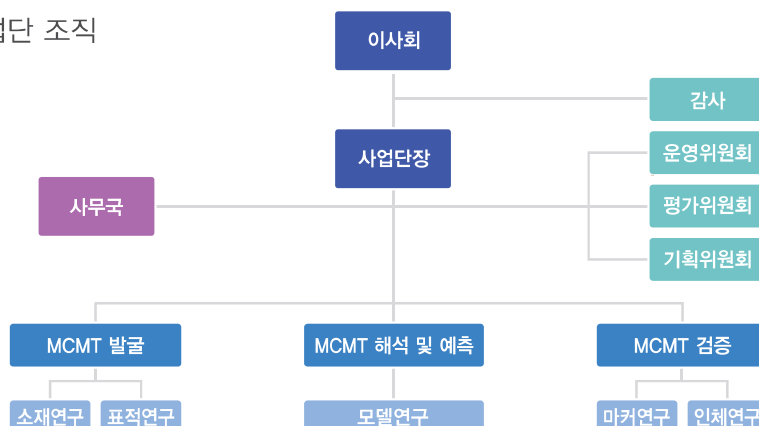 단 조직
이사회
감사
사업단장
운영위원회
사무국
평가위원회
기획위원회
MCMT 발굴
MCMT 해석 및 예측
MCMT 검증
소재연구
표적연구
모델연구
마커연구
인체연구